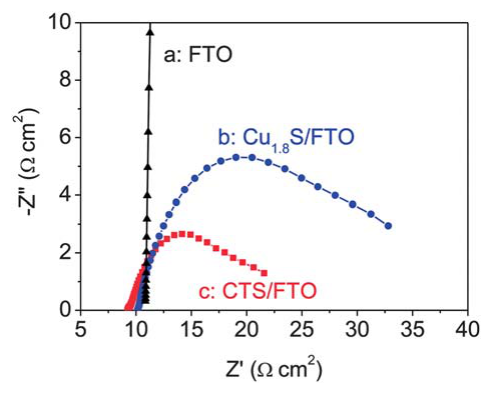 10
8
6
4
2
0
-Z" (Ω cm²)
a: FTO
b: Cu₁.₈S/FTO
c: CTS/FTO
5 10 15 20 25 30 35 40
Z' (Ω cm²)